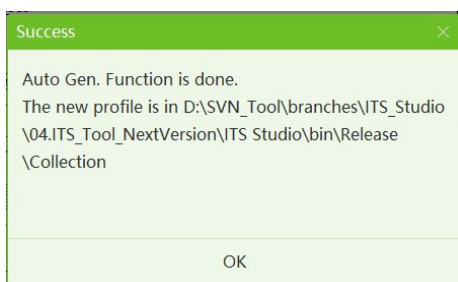 Success
Auto Gen. Function is done.
The new profile is in D:\SVN_Tool\branches\ITS_Studio
\04.ITS_Tool_NextVersion\ITS Studio\bin\Release
\Collection
OK